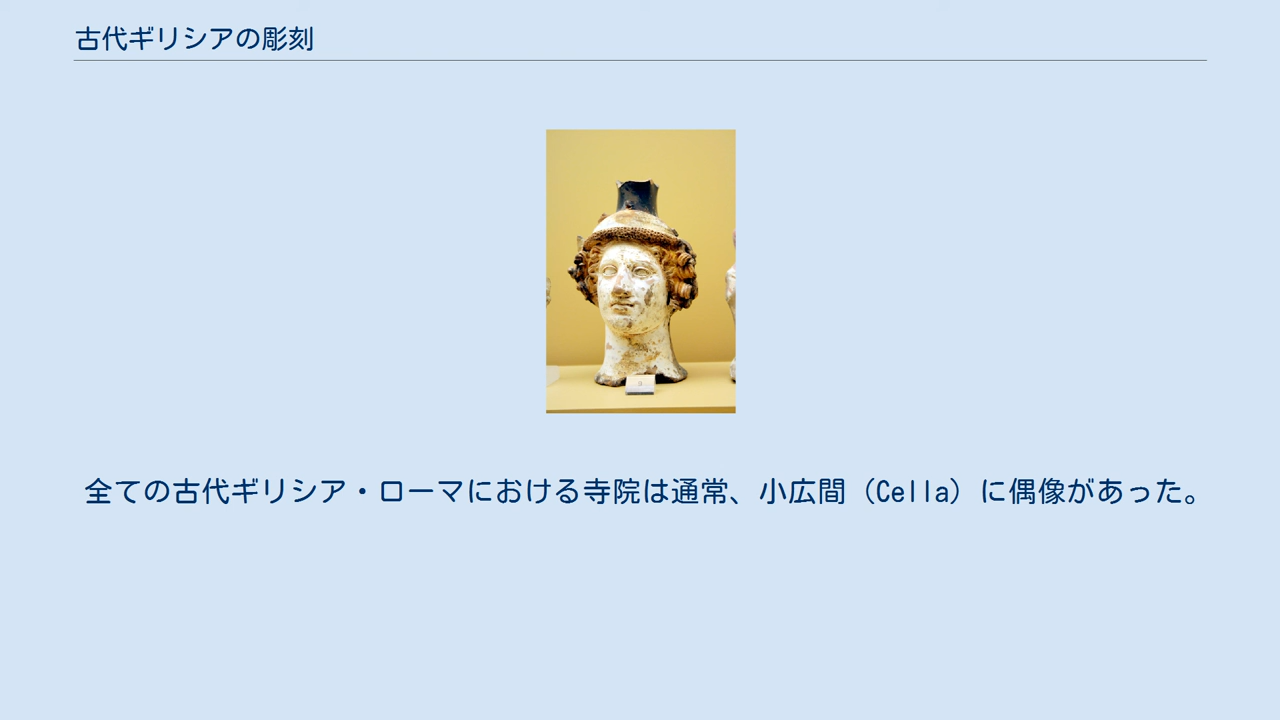 古代ギリシアの彫刻
全ての古代ギリシア・ローマにおける寺院は通常、小広間（Cella）に偶像があった。